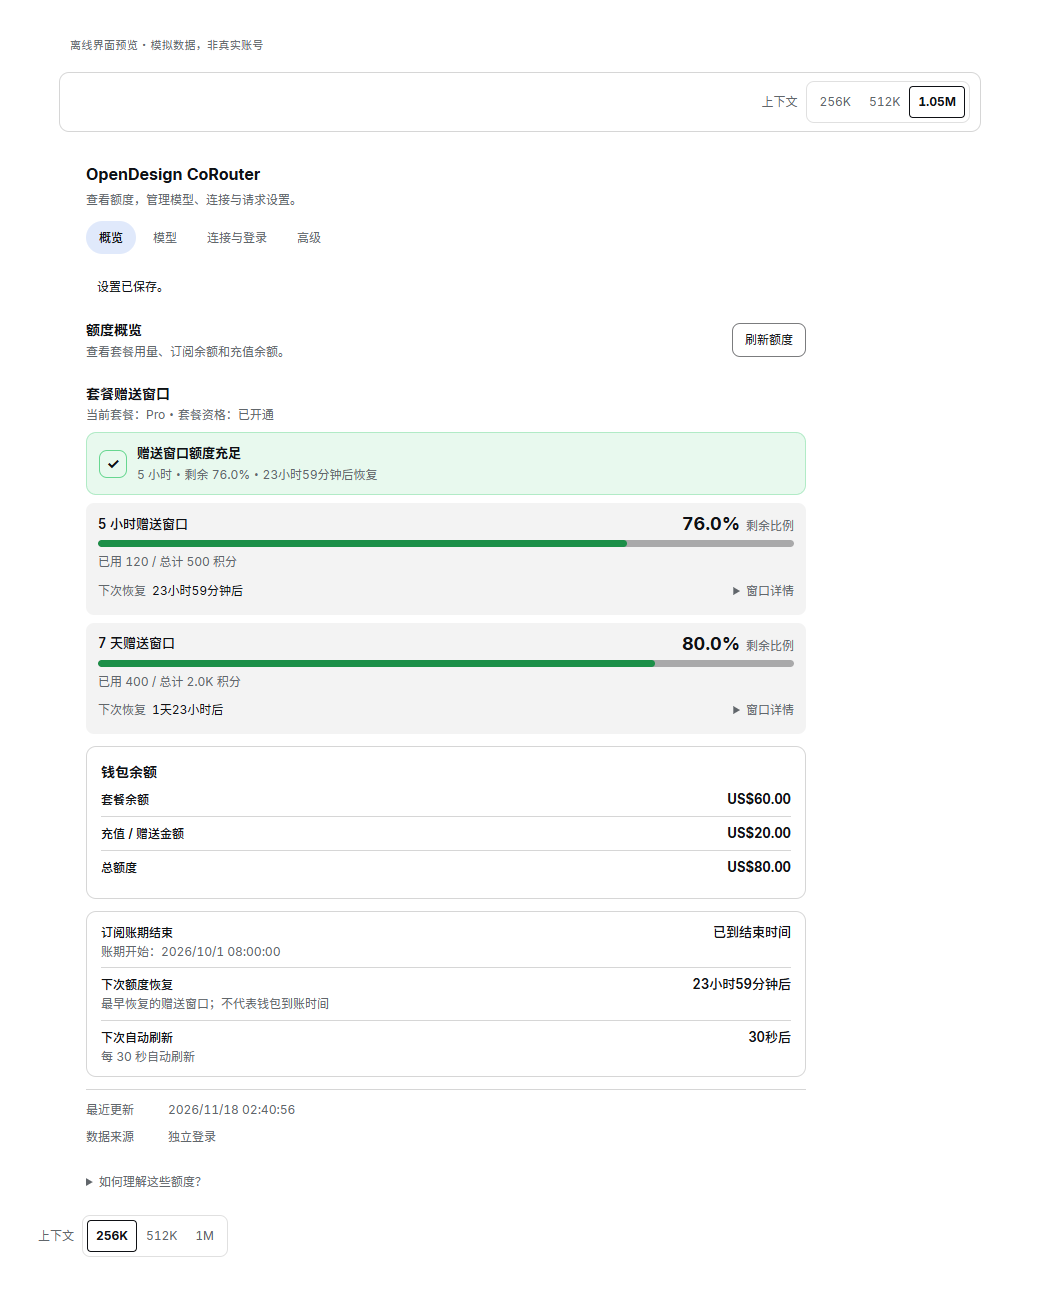 离线界面预览・模拟数据，非真实账号
上下文 256K 512K 1.05M
OpenDesign CoRouter
查看额度，管理模型、连接与请求设置。
概览 模型 连接与登录 高级
设置已保存。
额度概览
查看套餐用量、订阅余额和充值余额。
刷新额度
套餐赠送窗口
当前套餐：Pro・套餐资格：已开通
赠送窗口额度充足
5 小时・剩余 76.0%・23小时59分钟后恢复
5 小时赠送窗口 76.0% 剩余比例
已用 120 / 总计 500 积分
下次恢复 23小时59分钟后 ▶ 窗口详情
7 天赠送窗口 80.0% 剩余比例
已用 400 / 总计 2.0K 积分
下次恢复 1天23小时后 ▶ 窗口详情
钱包余额
套餐余额 US$60.00
充值 / 赠送金额 US$20.00
总额度 US$80.00
订阅账期结束 已到结束时间
账期开始：2026/10/1 08:00:00
下次额度恢复 23小时59分钟后
最早恢复的赠送窗口；不代表钱包到账时间
下次自动刷新 30秒后
每 30 秒自动刷新
最近更新 2026/11/18 02:40:56
数据来源 独立登录
▶ 如何理解这些额度？
上下文 256K 512K 1M